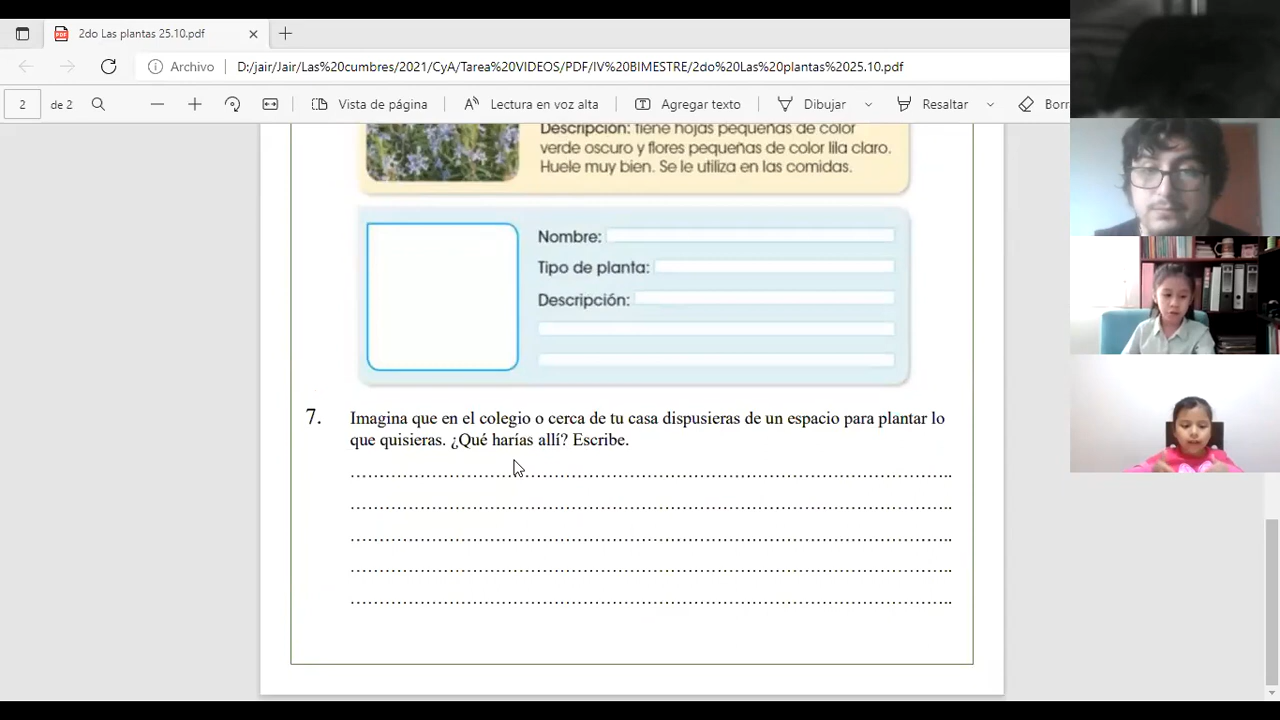 2do Las plantas 25.10.pdf
Archivo D:/jair/Jair/Las%20cumbres/2021/CyA/Tarea%20VIDEOS/PDF/IV%20BIMESTRE/2do%20Las%20plantas%2025.10.pdf
2 de 2 Vista de página Lectura en voz alta Agregar texto Dibujar Resaltar Borr
Descripción: tiene hojas pequeñas de color
verde oscuro y flores pequeñas de color lila claro.
Huele muy bien. Se le utiliza en las comidas.
Nombre:
Tipo de planta:
Descripción:
7. Imagina que en el colegio o cerca de tu casa dispusieras de un espacio para plantar lo
que quisieras. ¿Qué harías allí? Escribe.